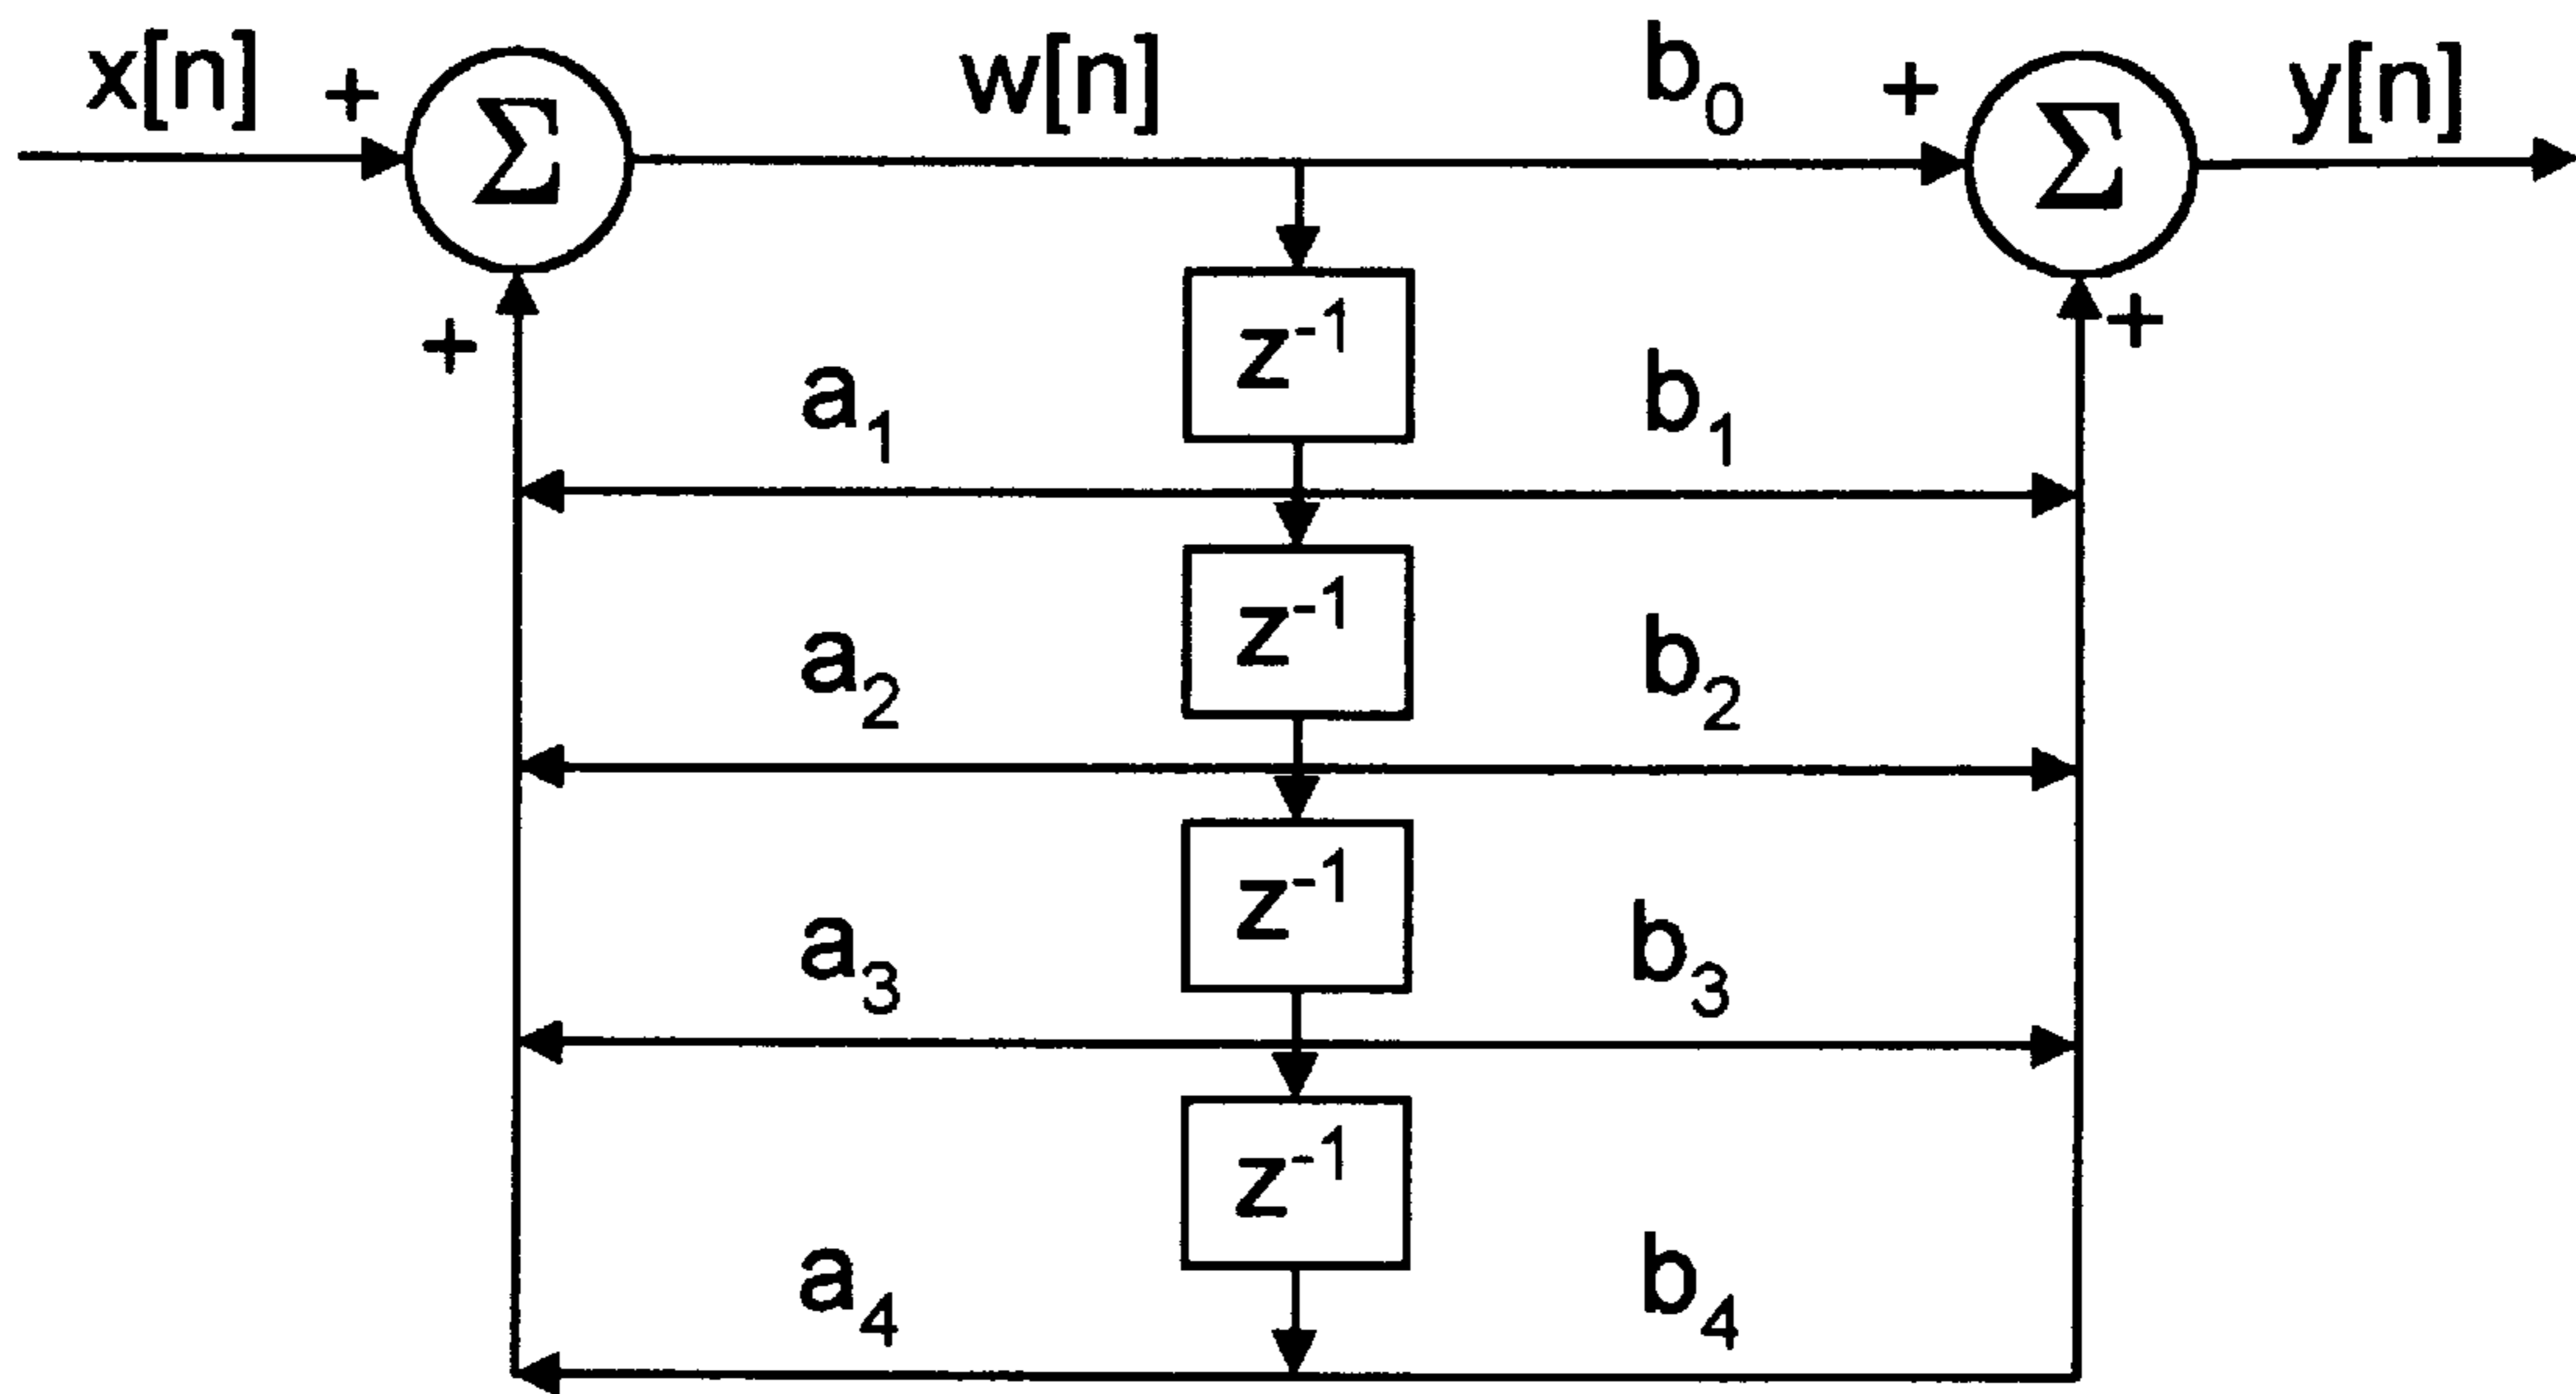 x[n] + Σ w[n] b₀ + Σ y[n]
+ z⁻¹ +
a₁ b₁
z⁻¹
a₂ b₂
z⁻¹
a₃ b₃
z⁻¹
a₄ b₄